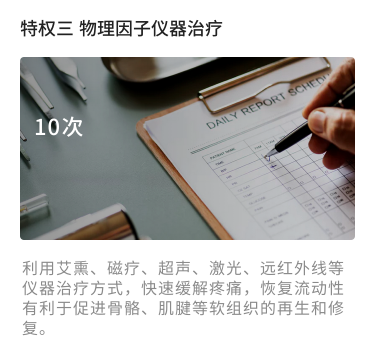 特权三 物理因子仪器治疗
DAILY REPORT SCHEDULE
10次
利用艾熏、磁疗、超声、激光、远红外线等
仪器治疗方式，快速缓解疼痛，恢复流动性
有利于促进骨骼、肌腱等软组织的再生和修
复。